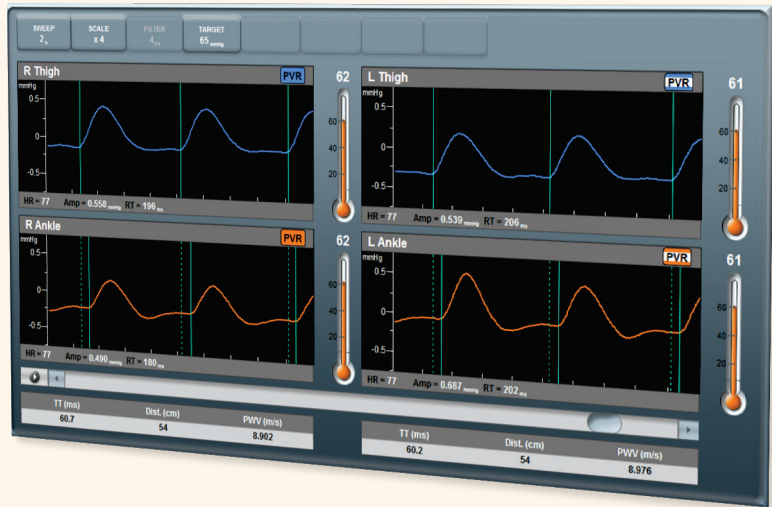 SWEEP
2 s
SCALE
x 4
FILTER
4 ms
TARGET
65 mmHg
R Thigh
PVR
62
mmHg
0.5
0
-0.5
60
40
20
HR = 77 Amp = 0.558 mmHg RT = 196 ms
L Thigh
PVR
61
mmHg
0.5
0
-0.5
60
40
20
HR = 77 Amp = 0.539 mmHg RT = 206 ms
R Ankle
PVR
62
mmHg
0.5
0
-0.5
60
40
20
HR = 77 Amp = 0.490 mmHg RT = 180 ms
L Ankle
PVR
61
mmHg
0.5
0
-0.5
60
40
20
HR = 77 Amp = 0.687 mmHg RT = 202 ms
TT (ms) Dist. (cm) PWV (m/s)
60.7 54 8.902
TT (ms) Dist. (cm) PWV (m/s)
60.2 54 8.976